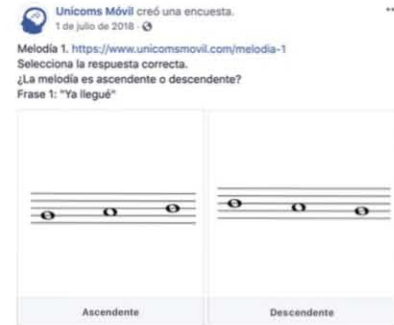 Unicoms Móvil creó una encuesta.
1 de julio de 2018 ·
Melodía 1. https://www.unicomsmovil.com/melodia-1
Selecciona la respuesta correcta.
¿La melodía es ascendente o descendente?
Frase 1: "Ya llegué"
Ascendente
Descendente